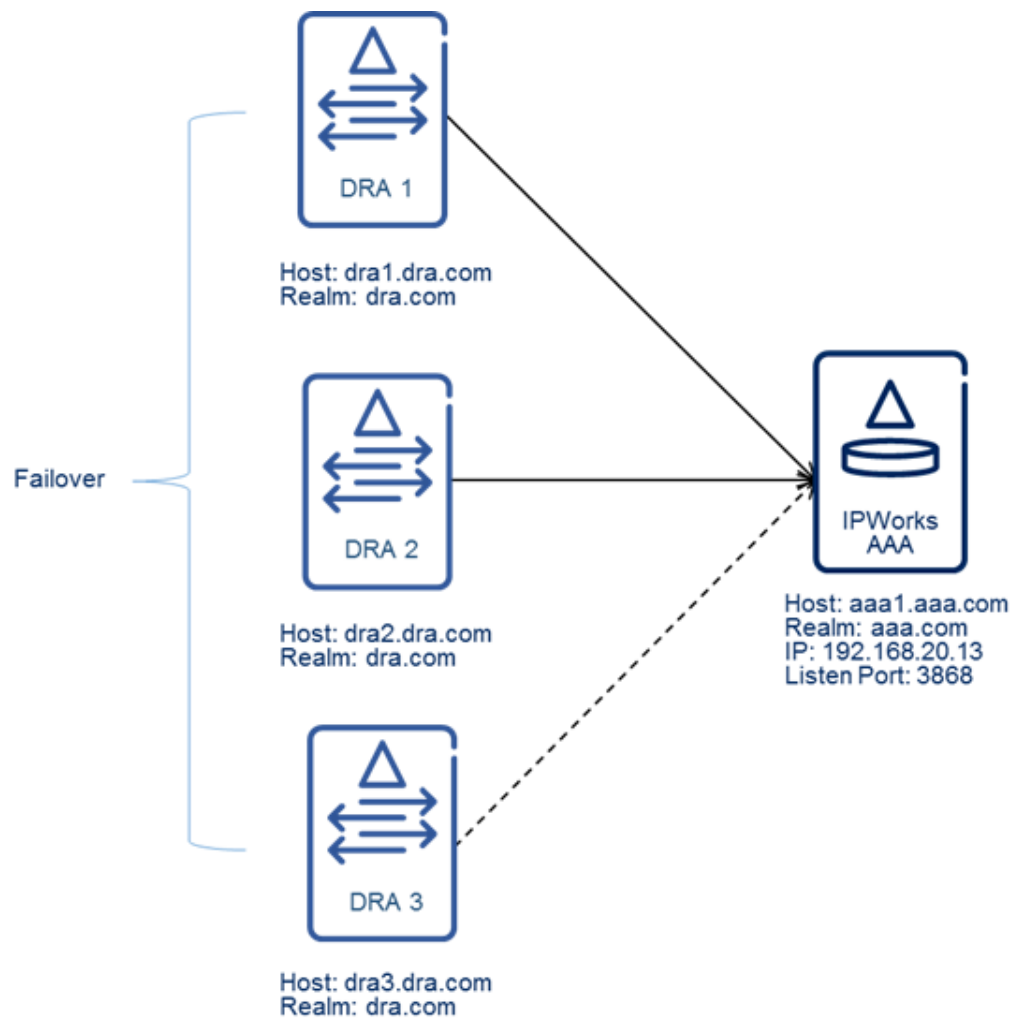 DRA 1
Host: dra1.dra.com
Realm: dra.com
Failover
DRA 2
Host: dra2.dra.com
Realm: dra.com
IPWorks
AAA
Host: aaa1.aaa.com
Realm: aaa.com
IP: 192.168.20.13
Listen Port: 3868
DRA 3
Host: dra3.dra.com
Realm: dra.com